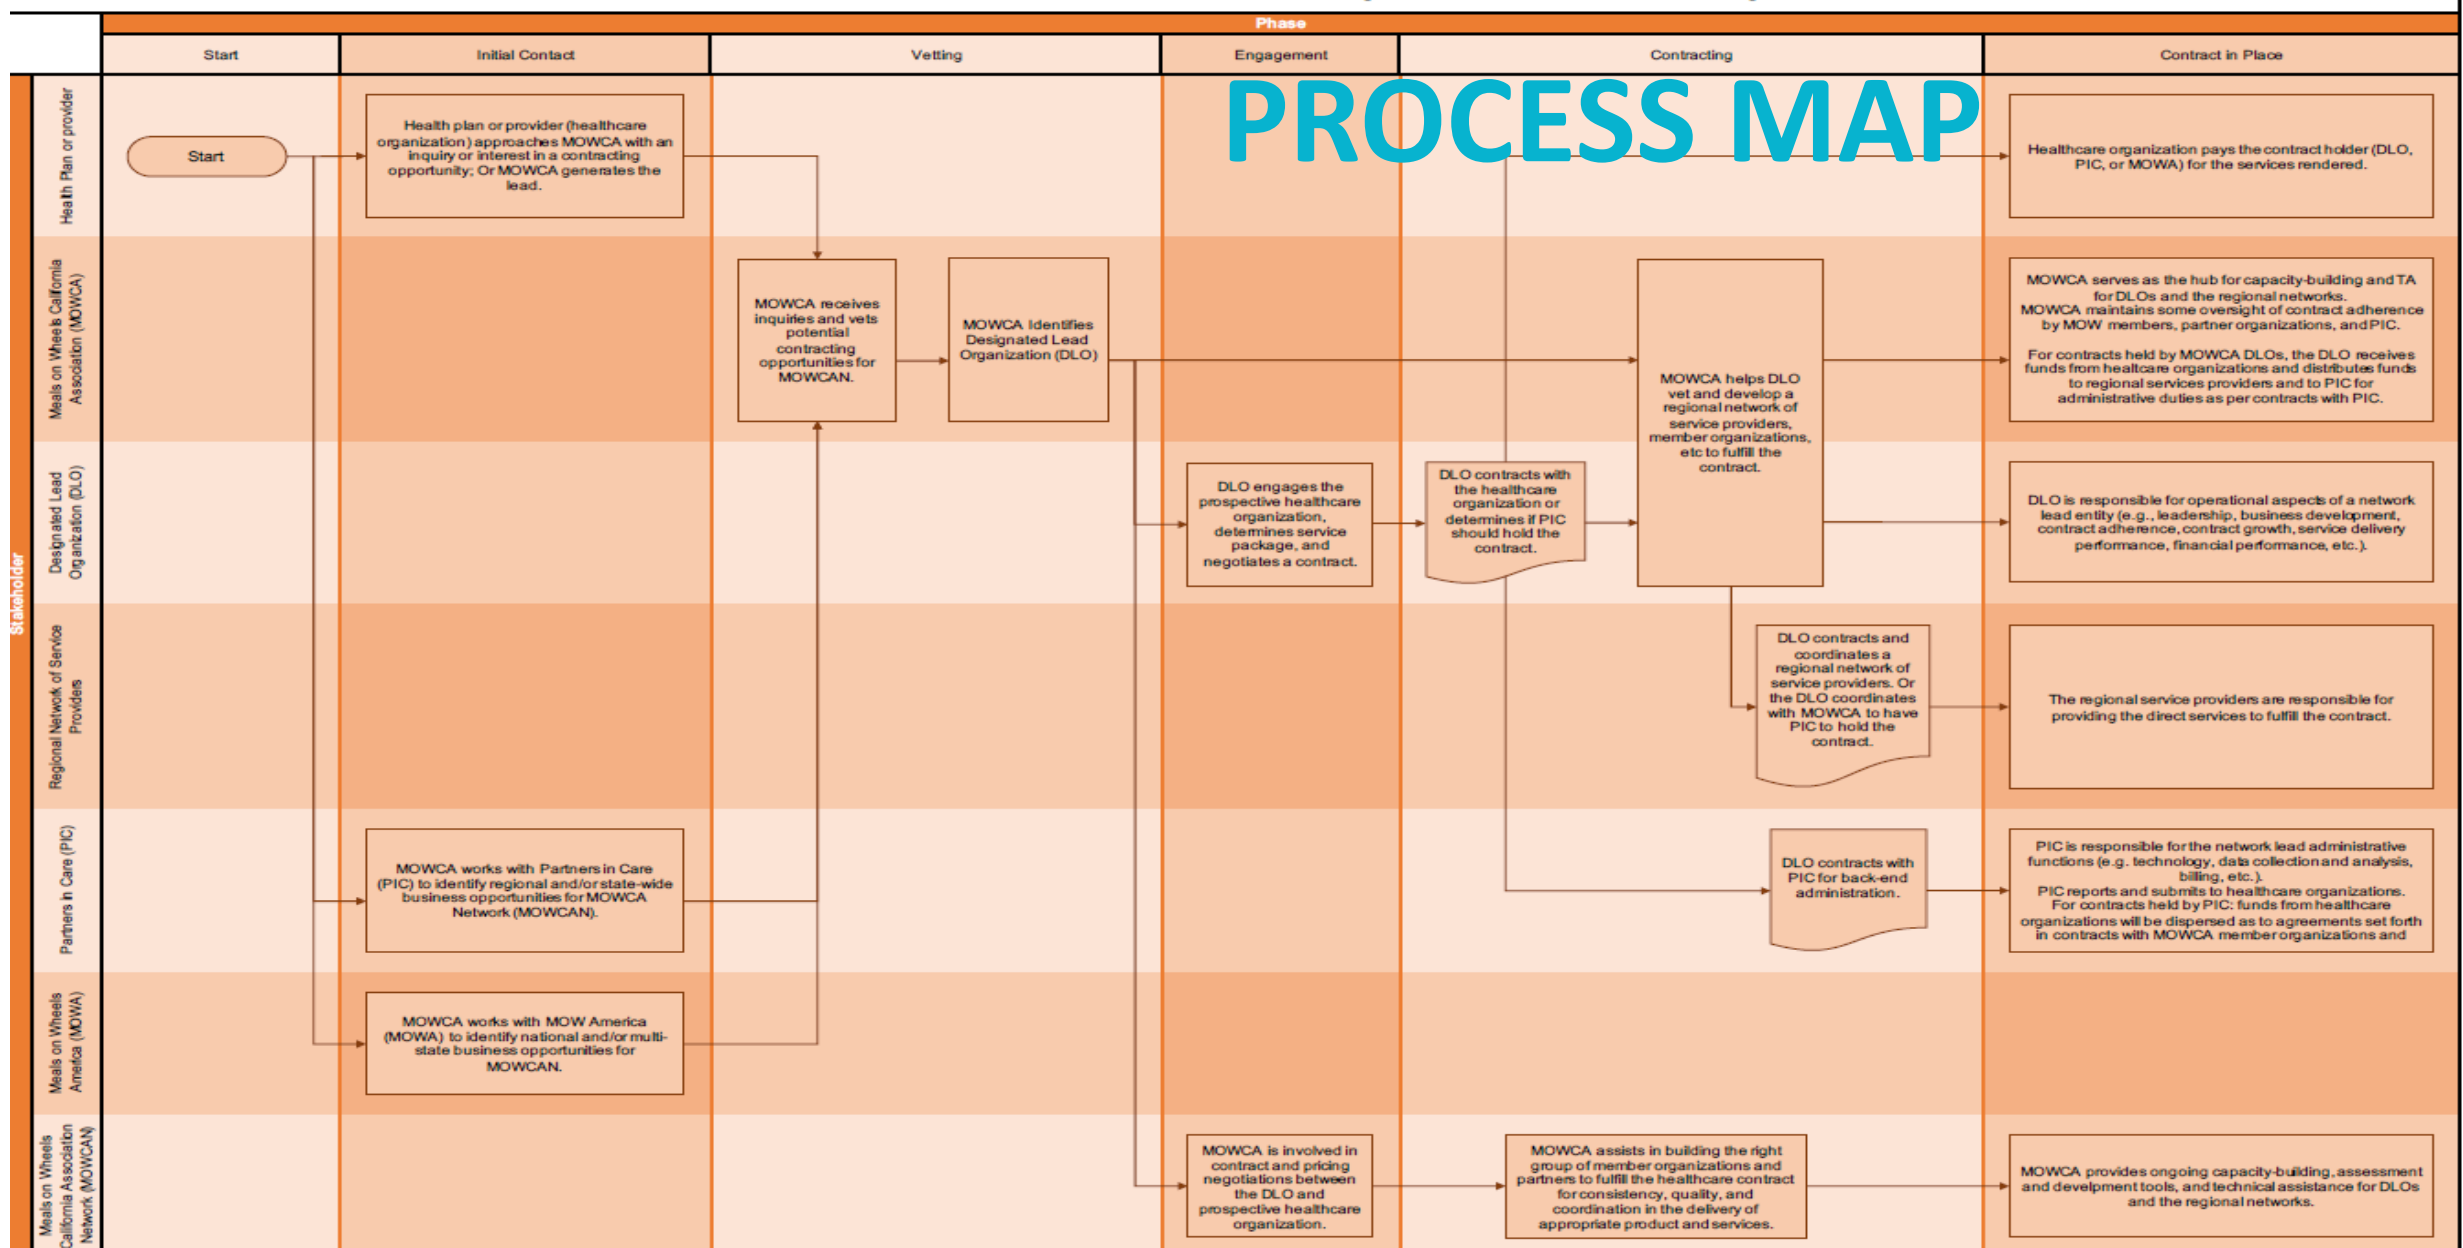 Phase
Start
Initial Contact
Vetting
Engagement
Contracting
Contract in Place
PROCESS MAP
Stakeholder
Health Plan or provider
Start
Health plan or provider (healthcare
organization) approaches MOWCA with an
inquiry or interest in a contracting
opportunity; Or MOWCA generates the
lead.
Healthcare organization pays the contract holder (DLO,
PIC, or MOWA) for the services rendered.
Meals on Wheels California
Association (MOWCA)
MOWCA receives
inquiries and vets
potential
contracting
opportunities for
MOWCAN.
MOWCA Identifies
Designated Lead
Organization (DLO)
MOWCA helps DLO
vet and develop a
regional network of
service providers,
member organizations,
etc to fulfill the
contract.
MOWCA serves as the hub for capacity-building and TA
for DLOs and the regional networks.
MOWCA maintains some oversight of contract adherence
by MOW members, partner organizations, and PIC.
For contracts held by MOWCA DLOs, the DLO receives
funds from healtcare organizations and distributes funds
to regional services providers and to PIC for
administrative duties as per contracts with PIC.
Designated Lead
Organization (DLO)
DLO engages the
prospective healthcare
organization,
determines service
package, and
negotiates a contract.
DLO contracts with
the healthcare
organization or
determines if PIC
should hold the
contract.
DLO is responsible for operational aspects of a network
lead entity (e.g., leadership, business development,
contract adherence, contract growth, service delivery
performance, financial performance, etc.).
Regional Network of Service
Providers
DLO contracts and
coordinates a
regional network of
service providers. Or
the DLO coordinates
with MOWCA to have
PIC to hold the
contract.
The regional service providers are responsible for
providing the direct services to fulfill the contract.
Partners in Care (PIC)
MOWCA works with Partners in Care
(PIC) to identify regional and/or state-wide
business opportunities for MOWCA
Network (MOWCAN).
DLO contracts with
PIC for back-end
administration.
PIC is responsible for the network lead administrative
functions (e.g. technology, data collection and analysis,
billing, etc.).
PIC reports and submits to healthcare organizations.
For contracts held by PIC: funds from healthcare
organizations will be dispersed as to agreements set forth
in contracts with MOWCA member organizations and
Meals on Wheels
America (MOWA)
MOWCA works with MOW America
(MOWA) to identify national and/or multi-
state business opportunities for
MOWCAN.
Meals on Wheels
California Association
Network (MOWCAN)
MOWCA is involved in
contract and pricing
negotiations between
the DLO and
prospective healthcare
organization.
MOWCA assists in building the right
group of member organizations and
partners to fulfill the healthcare contract
for consistency, quality, and
coordination in the delivery of
appropriate product and services.
MOWCA provides ongoing capacity-building, assessment
and develpment tools, and technical assistance for DLOs
and the regional networks.